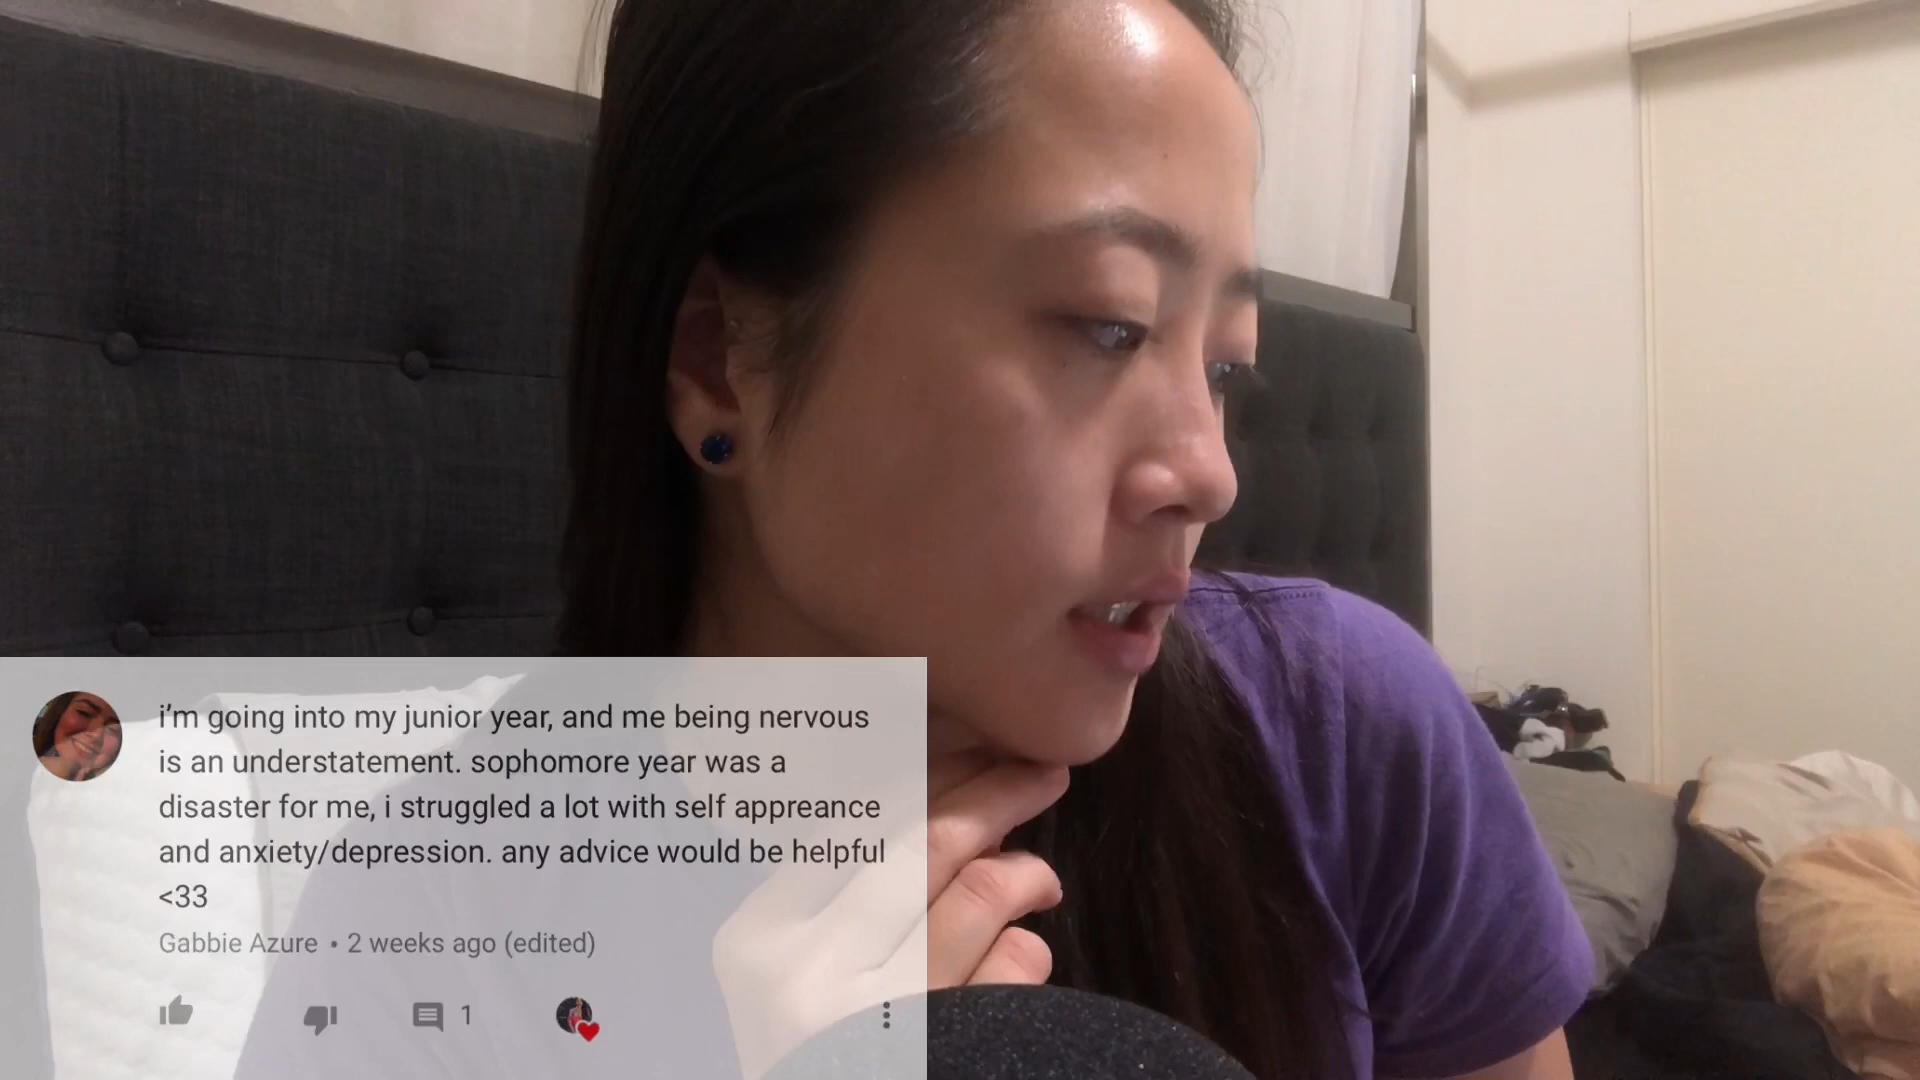 i'm going into my junior year, and me being nervous
is an understatement. sophomore year was a
disaster for me, i struggled a lot with self appreance
and anxiety/depression. any advice would be helpful
<33
Gabbie Azure • 2 weeks ago (edited)
1